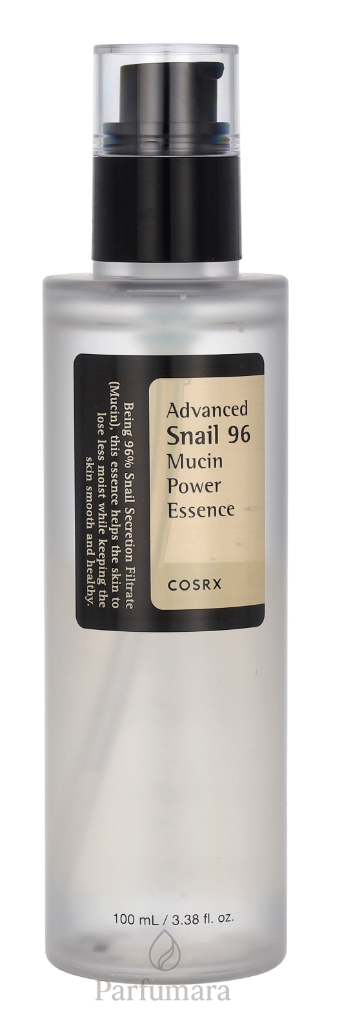 Advanced
Snail 96
Mucin
Power
Essence
COSRX
Being 96% Snail Secretion Filtrate
(Mucin), this essence helps the skin to
lose less moist while keeping the
skin smooth and healthy.
100 mL / 3.38 fl. oz.
Parfumara